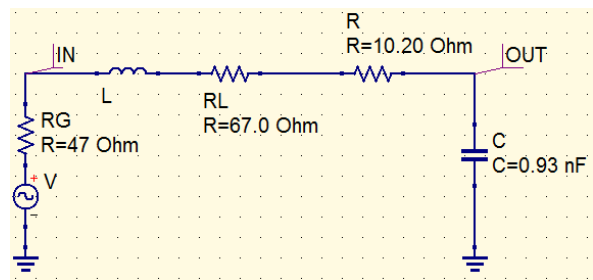 R
R=10.20 Ohm
IN
OUT
L
RL
R=67.0 Ohm
RG
R=47 Ohm
C
C=0.93 nF
+
V
-